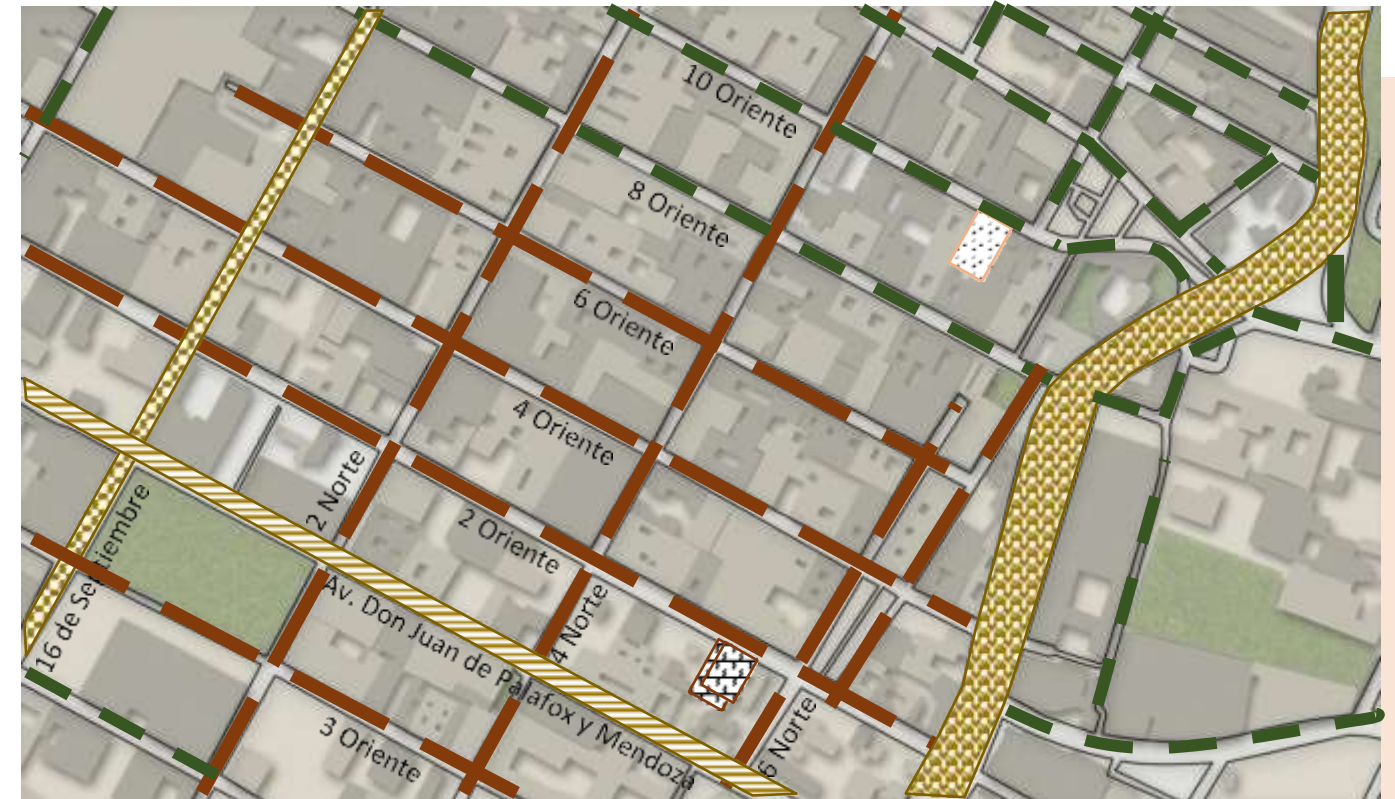 10 Oriente
8 Oriente
6 Oriente
4 Oriente
2 Norte
2 Oriente
16 de Septiembre
Av. Don Juan de Palafox y Mendoza
4 Norte
6 Norte
3 Oriente